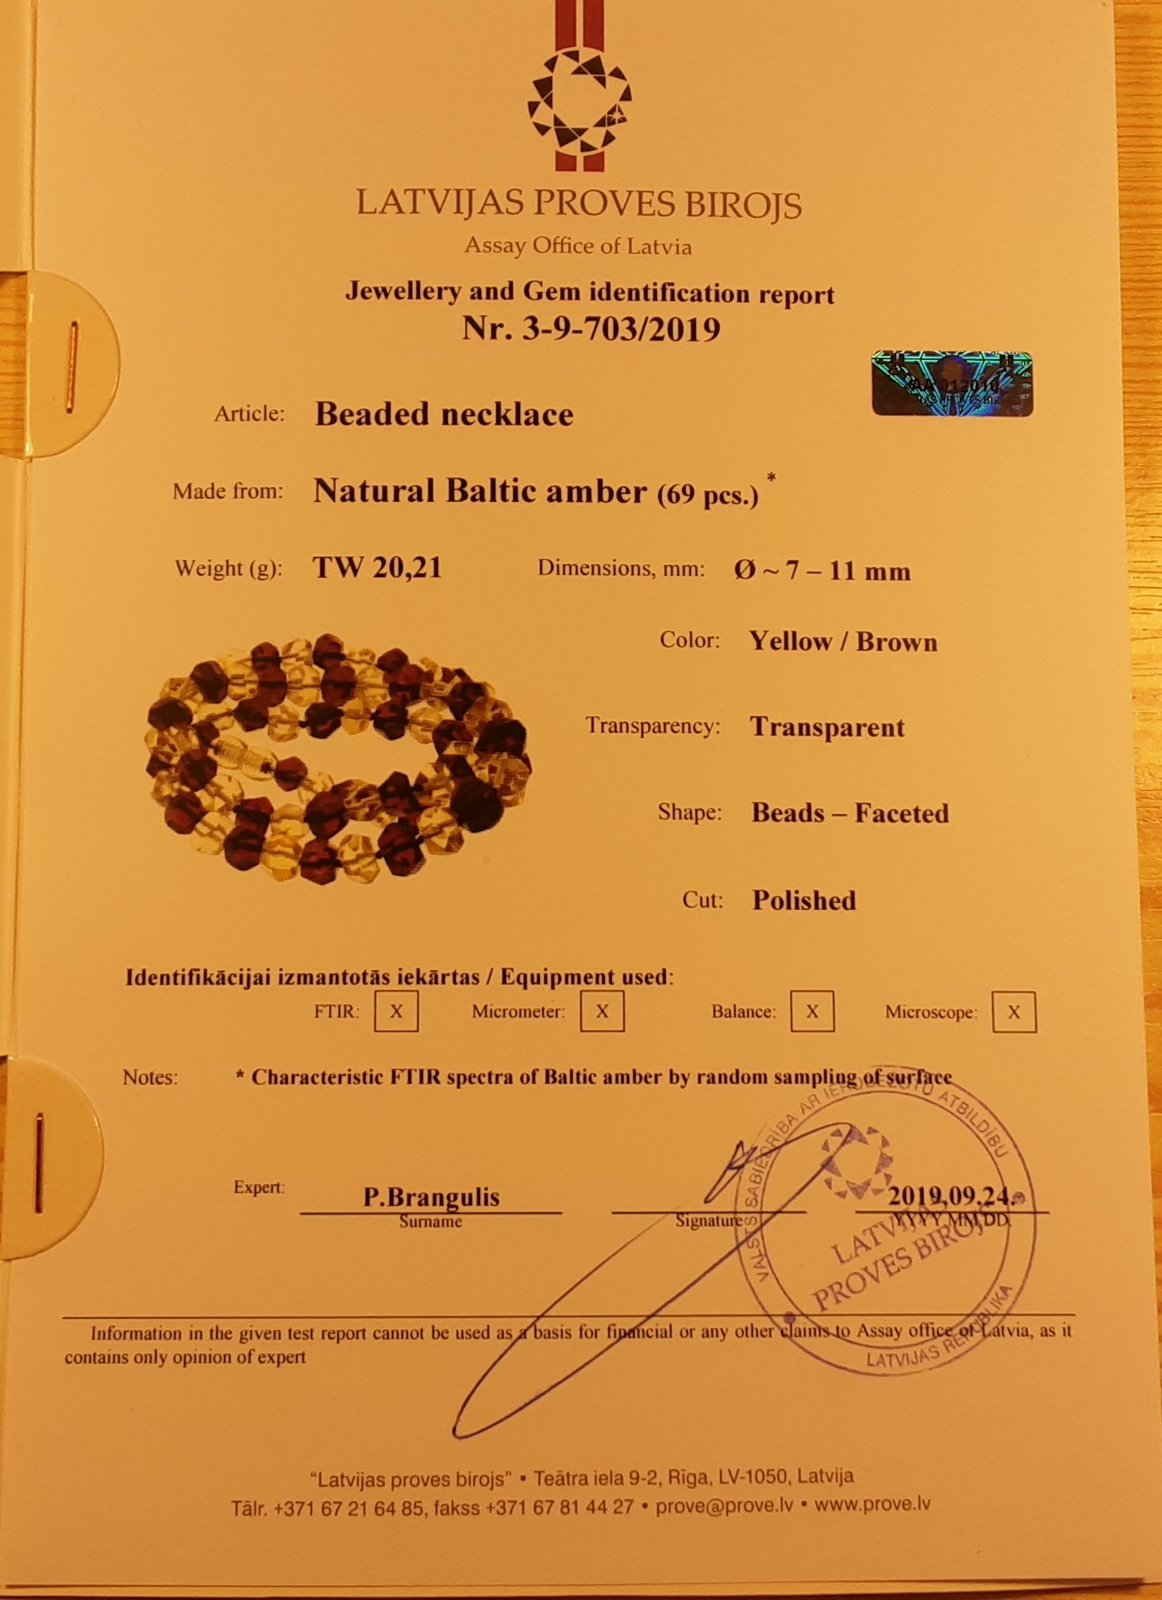 LATVIJAS PROVES BIROJS
Assay Office of Latvia
Jewellery and Gem identification report
Nr. 3-9-703/2019
AA 012010
Article: Beaded necklace
Made from: Natural Baltic amber (69 pcs.) *
Weight (g): TW 20,21 Dimensions, mm: Ø ~ 7 – 11 mm
Color: Yellow / Brown
Transparency: Transparent
Shape: Beads – Faceted
Cut: Polished
Identifikācijai izmantotās iekārtas / Equipment used:
FTIR: X Micrometer: X Balance: X Microscope: X
Notes: * Characteristic FTIR spectra of Baltic amber by random sampling of surface
VALSTS SABIEDRĪBA AR IEROBEŽOTU ATBILDĪBU
Expert: P.Brangulis 2019.09.24.
Surname Signature YYYY.MM.DD.
LATVIJAS
PROVES BIROJS
LATVIJAS REPUBLIKA
Information in the given test report cannot be used as a basis for financial or any other claims to Assay office of Latvia, as it
contains only opinion of expert
“Latvijas proves birojs” • Teātra iela 9-2, Rīga, LV-1050, Latvija
Tālr. +371 67 21 64 85, fakss +371 67 81 44 27 • prove@prove.lv • www.prove.lv